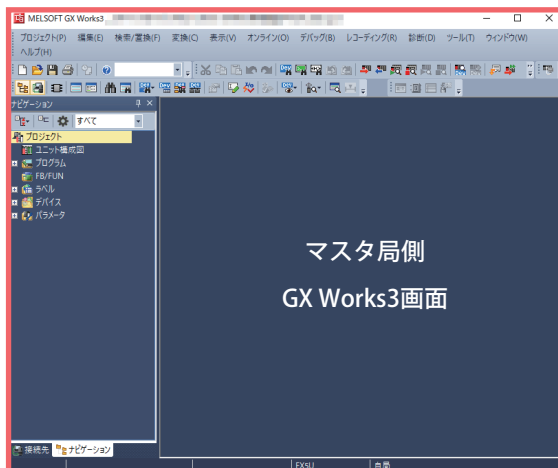 MELSOFT GX Works3
プロジェクト(P) 編集(E) 検索/置換(F) 変換(C) 表示(V) オンライン(O) デバッグ(B) レコーディング(R) 診断(D) ツール(T) ウィンドウ(W)
ヘルプ(H)
ナビゲーション
すべて
プロジェクト
ユニット構成図
プログラム
FB/FUN
ラベル
デバイス
パラメータ
マスタ局側
GX Works3画面
接続先 ナビゲーション
FX5U 自局